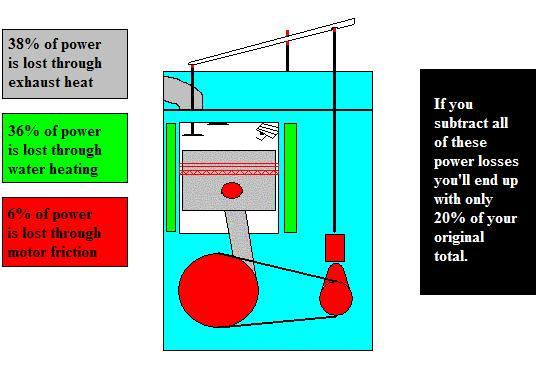 38% of power
is lost through
exhaust heat
36% of power
is lost through
water heating
6% of power
is lost through
motor friction
If you
subtract all
of these
power losses
you'll end up
with only
20% of your
original
total.